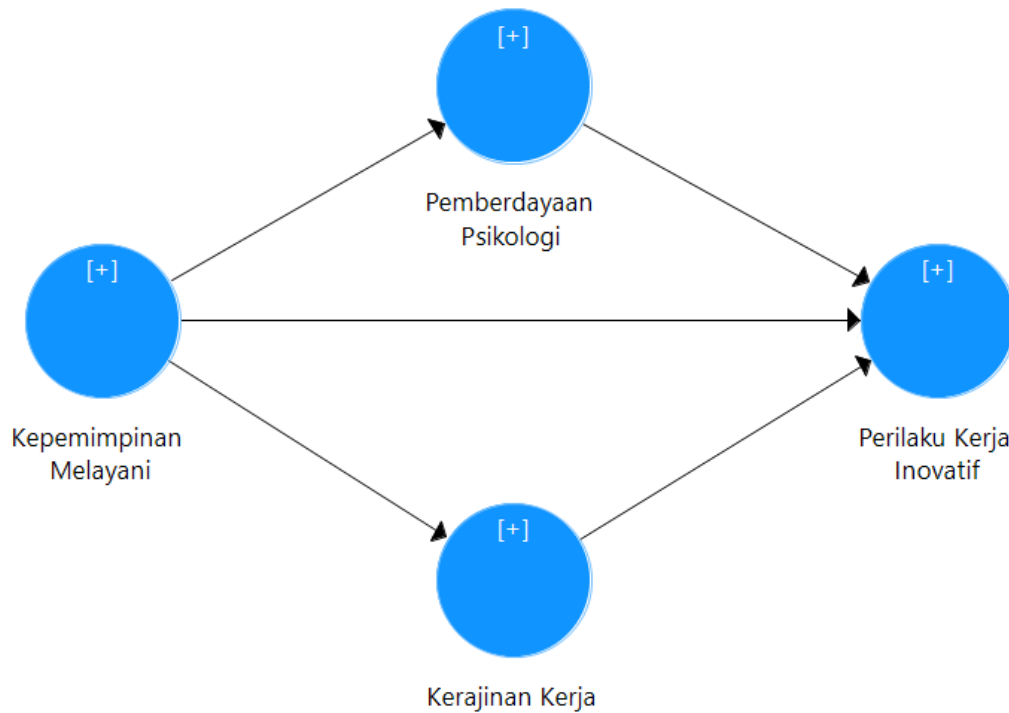 [+]
Pemberdayaan
Psikologi
[+]
Kepemimpinan
Melayani
[+]
Perilaku Kerja
Inovatif
[+]
Kerajinan Kerja